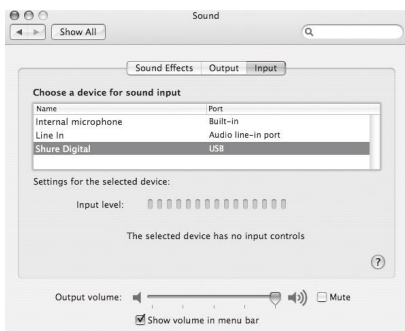 Sound
Show All
Sound Effects Output Input
Choose a device for sound input
Name Port
Internal microphone Built-in
Line In Audio line-in port
Shure Digital USB
Settings for the selected device:
Input level:
The selected device has no input controls
?
Output volume: Mute
Show volume in menu bar